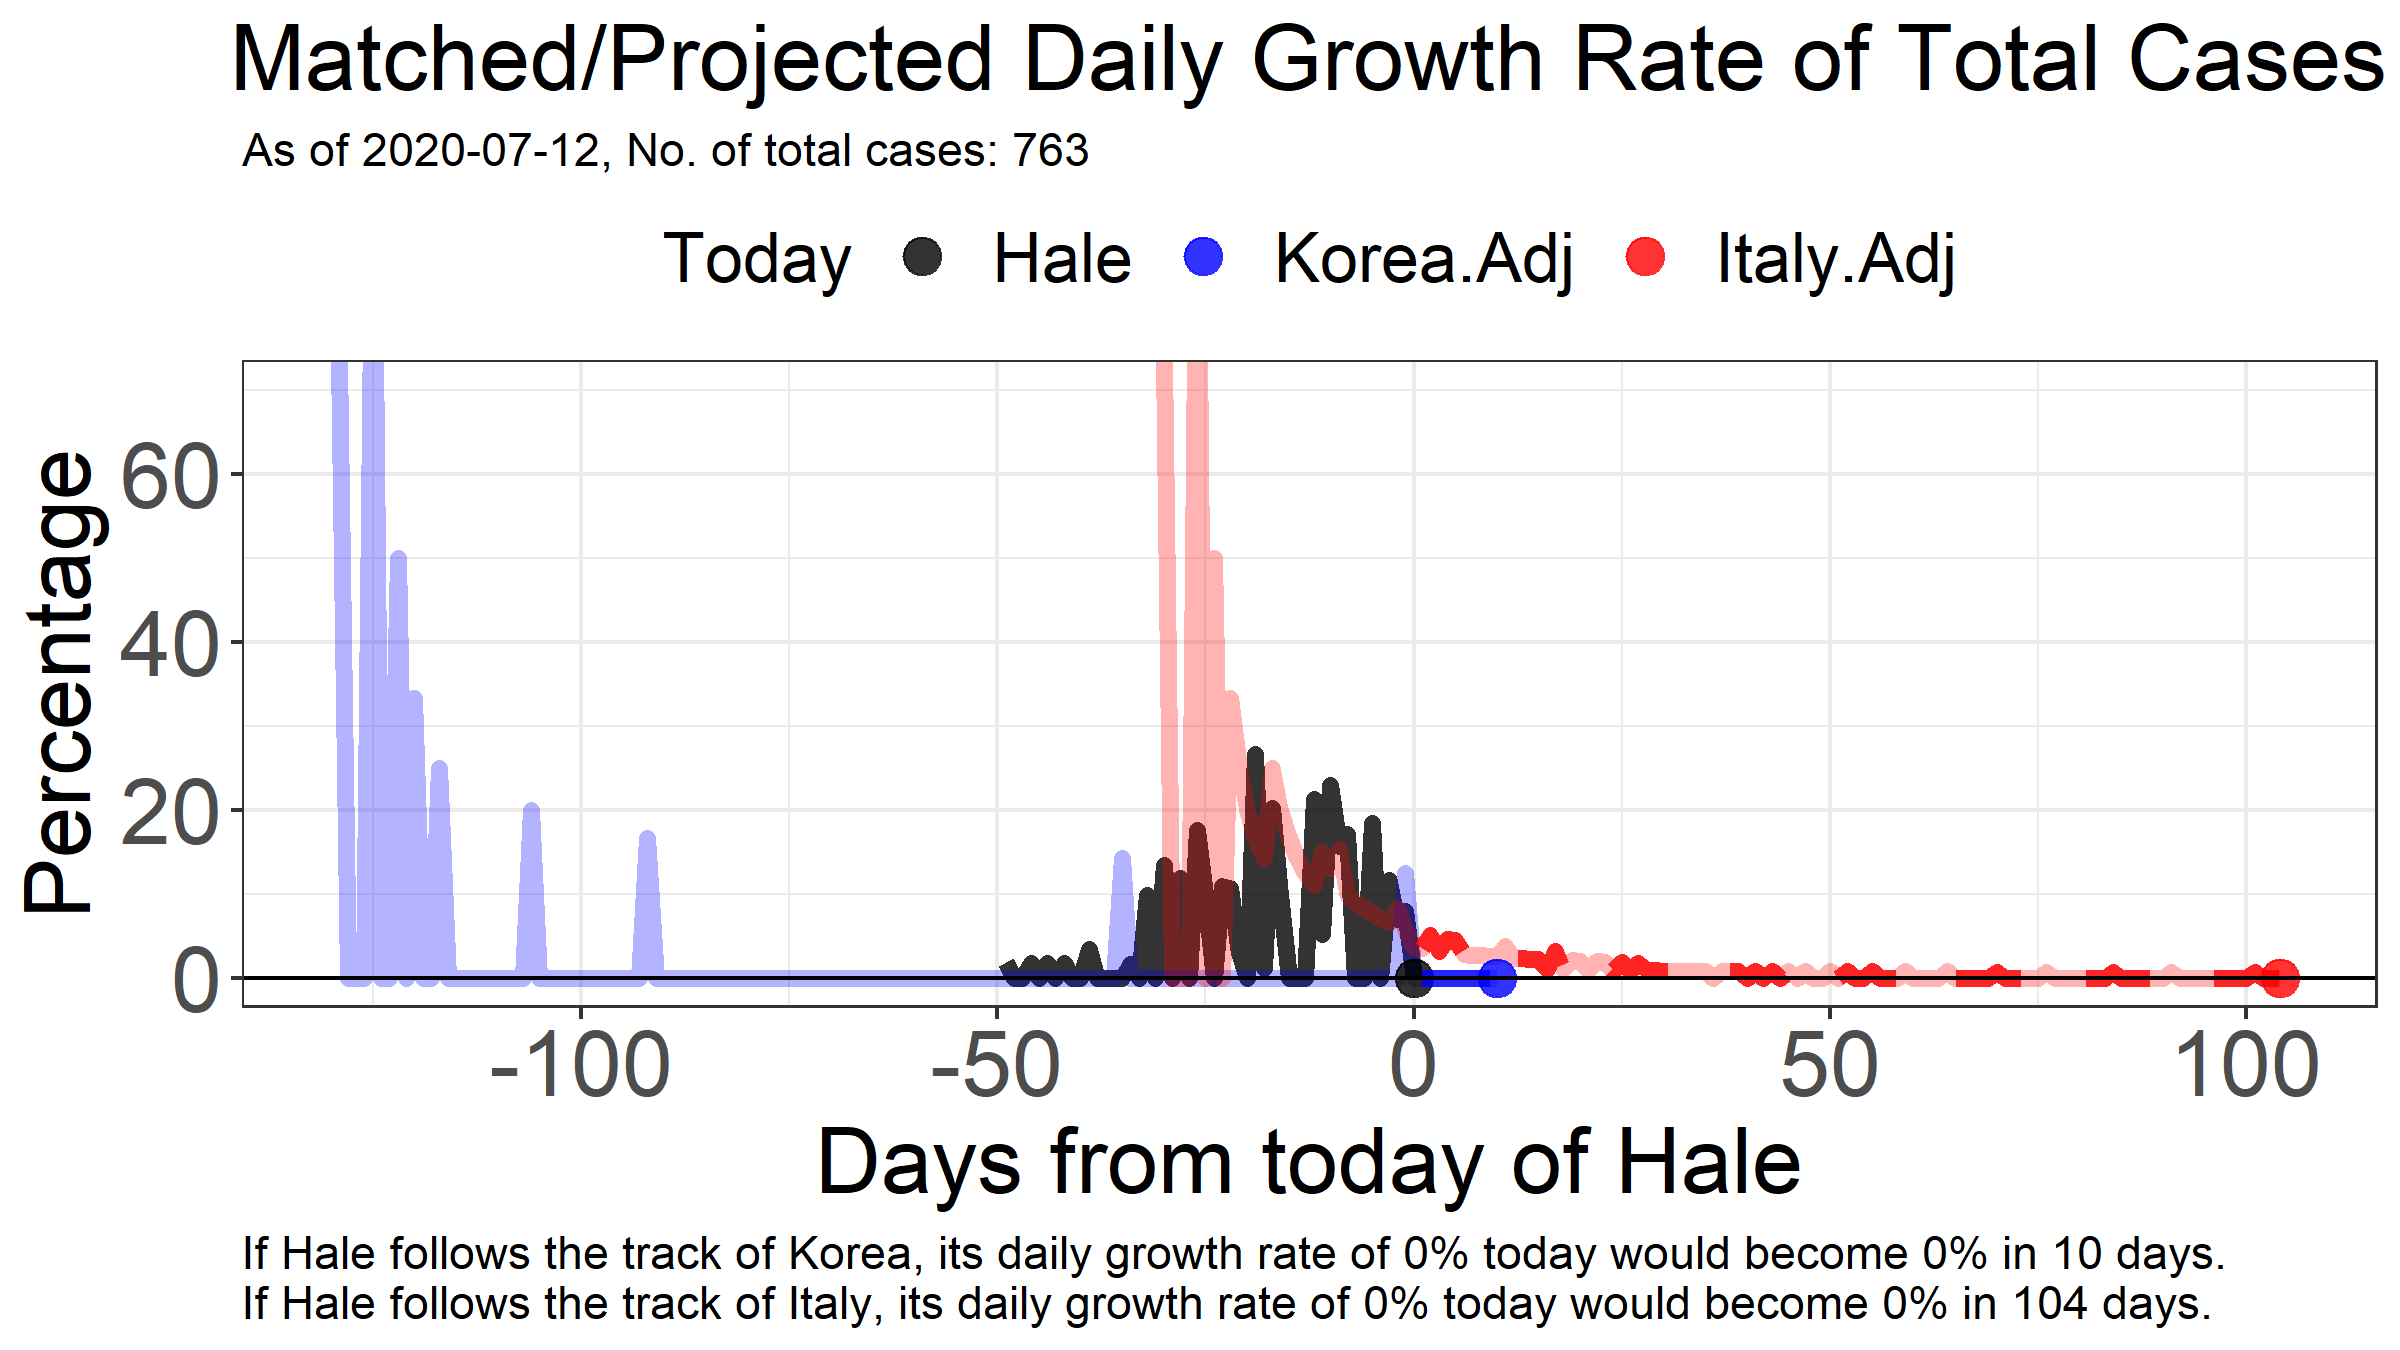 Matched/Projected Daily Growth Rate of Total Cases
As of 2020-07-12, No. of total cases: 763
Today Hale Korea.Adj Italy.Adj
Percentage
60
40
20
0
-100 -50 0 50 100
Days from today of Hale
If Hale follows the track of Korea, its daily growth rate of 0% today would become 0% in 10 days.
If Hale follows the track of Italy, its daily growth rate of 0% today would become 0% in 104 days.